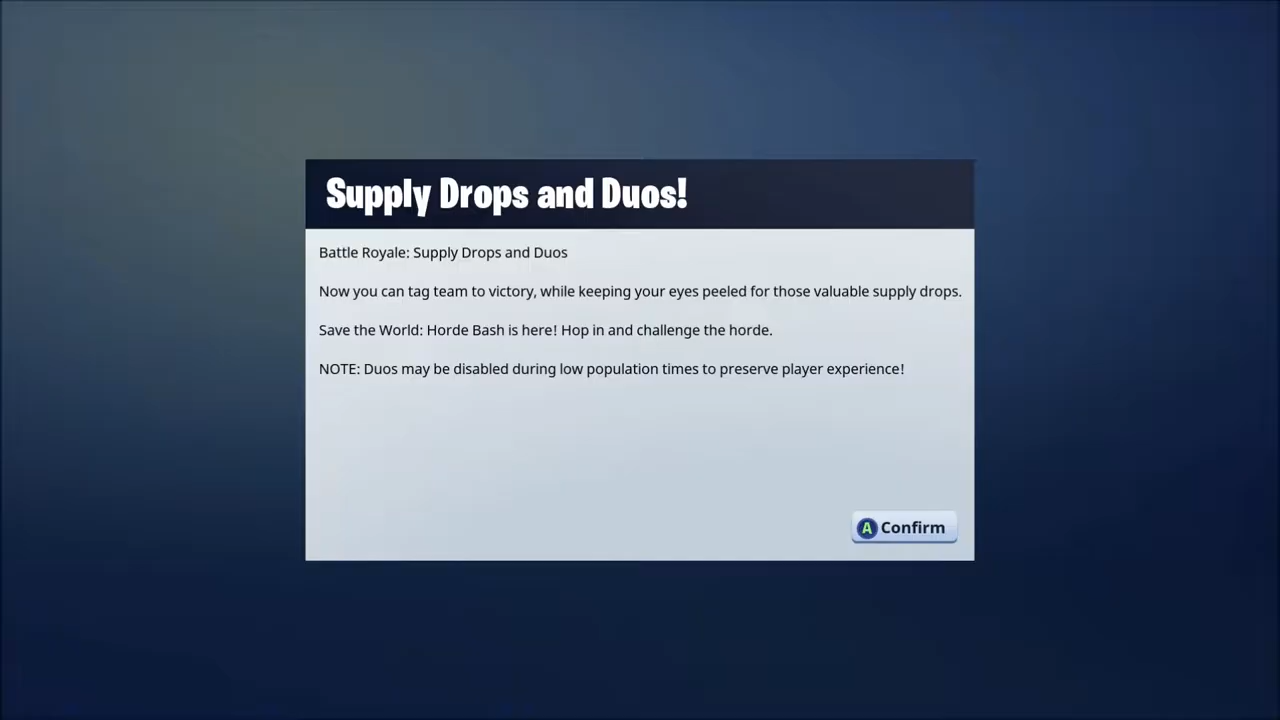 Supply Drops and Duos!
Battle Royale: Supply Drops and Duos
Now you can tag team to victory, while keeping your eyes peeled for those valuable supply drops.
Save the World: Horde Bash is here! Hop in and challenge the horde.
NOTE: Duos may be disabled during low population times to preserve player experience!
A Confirm